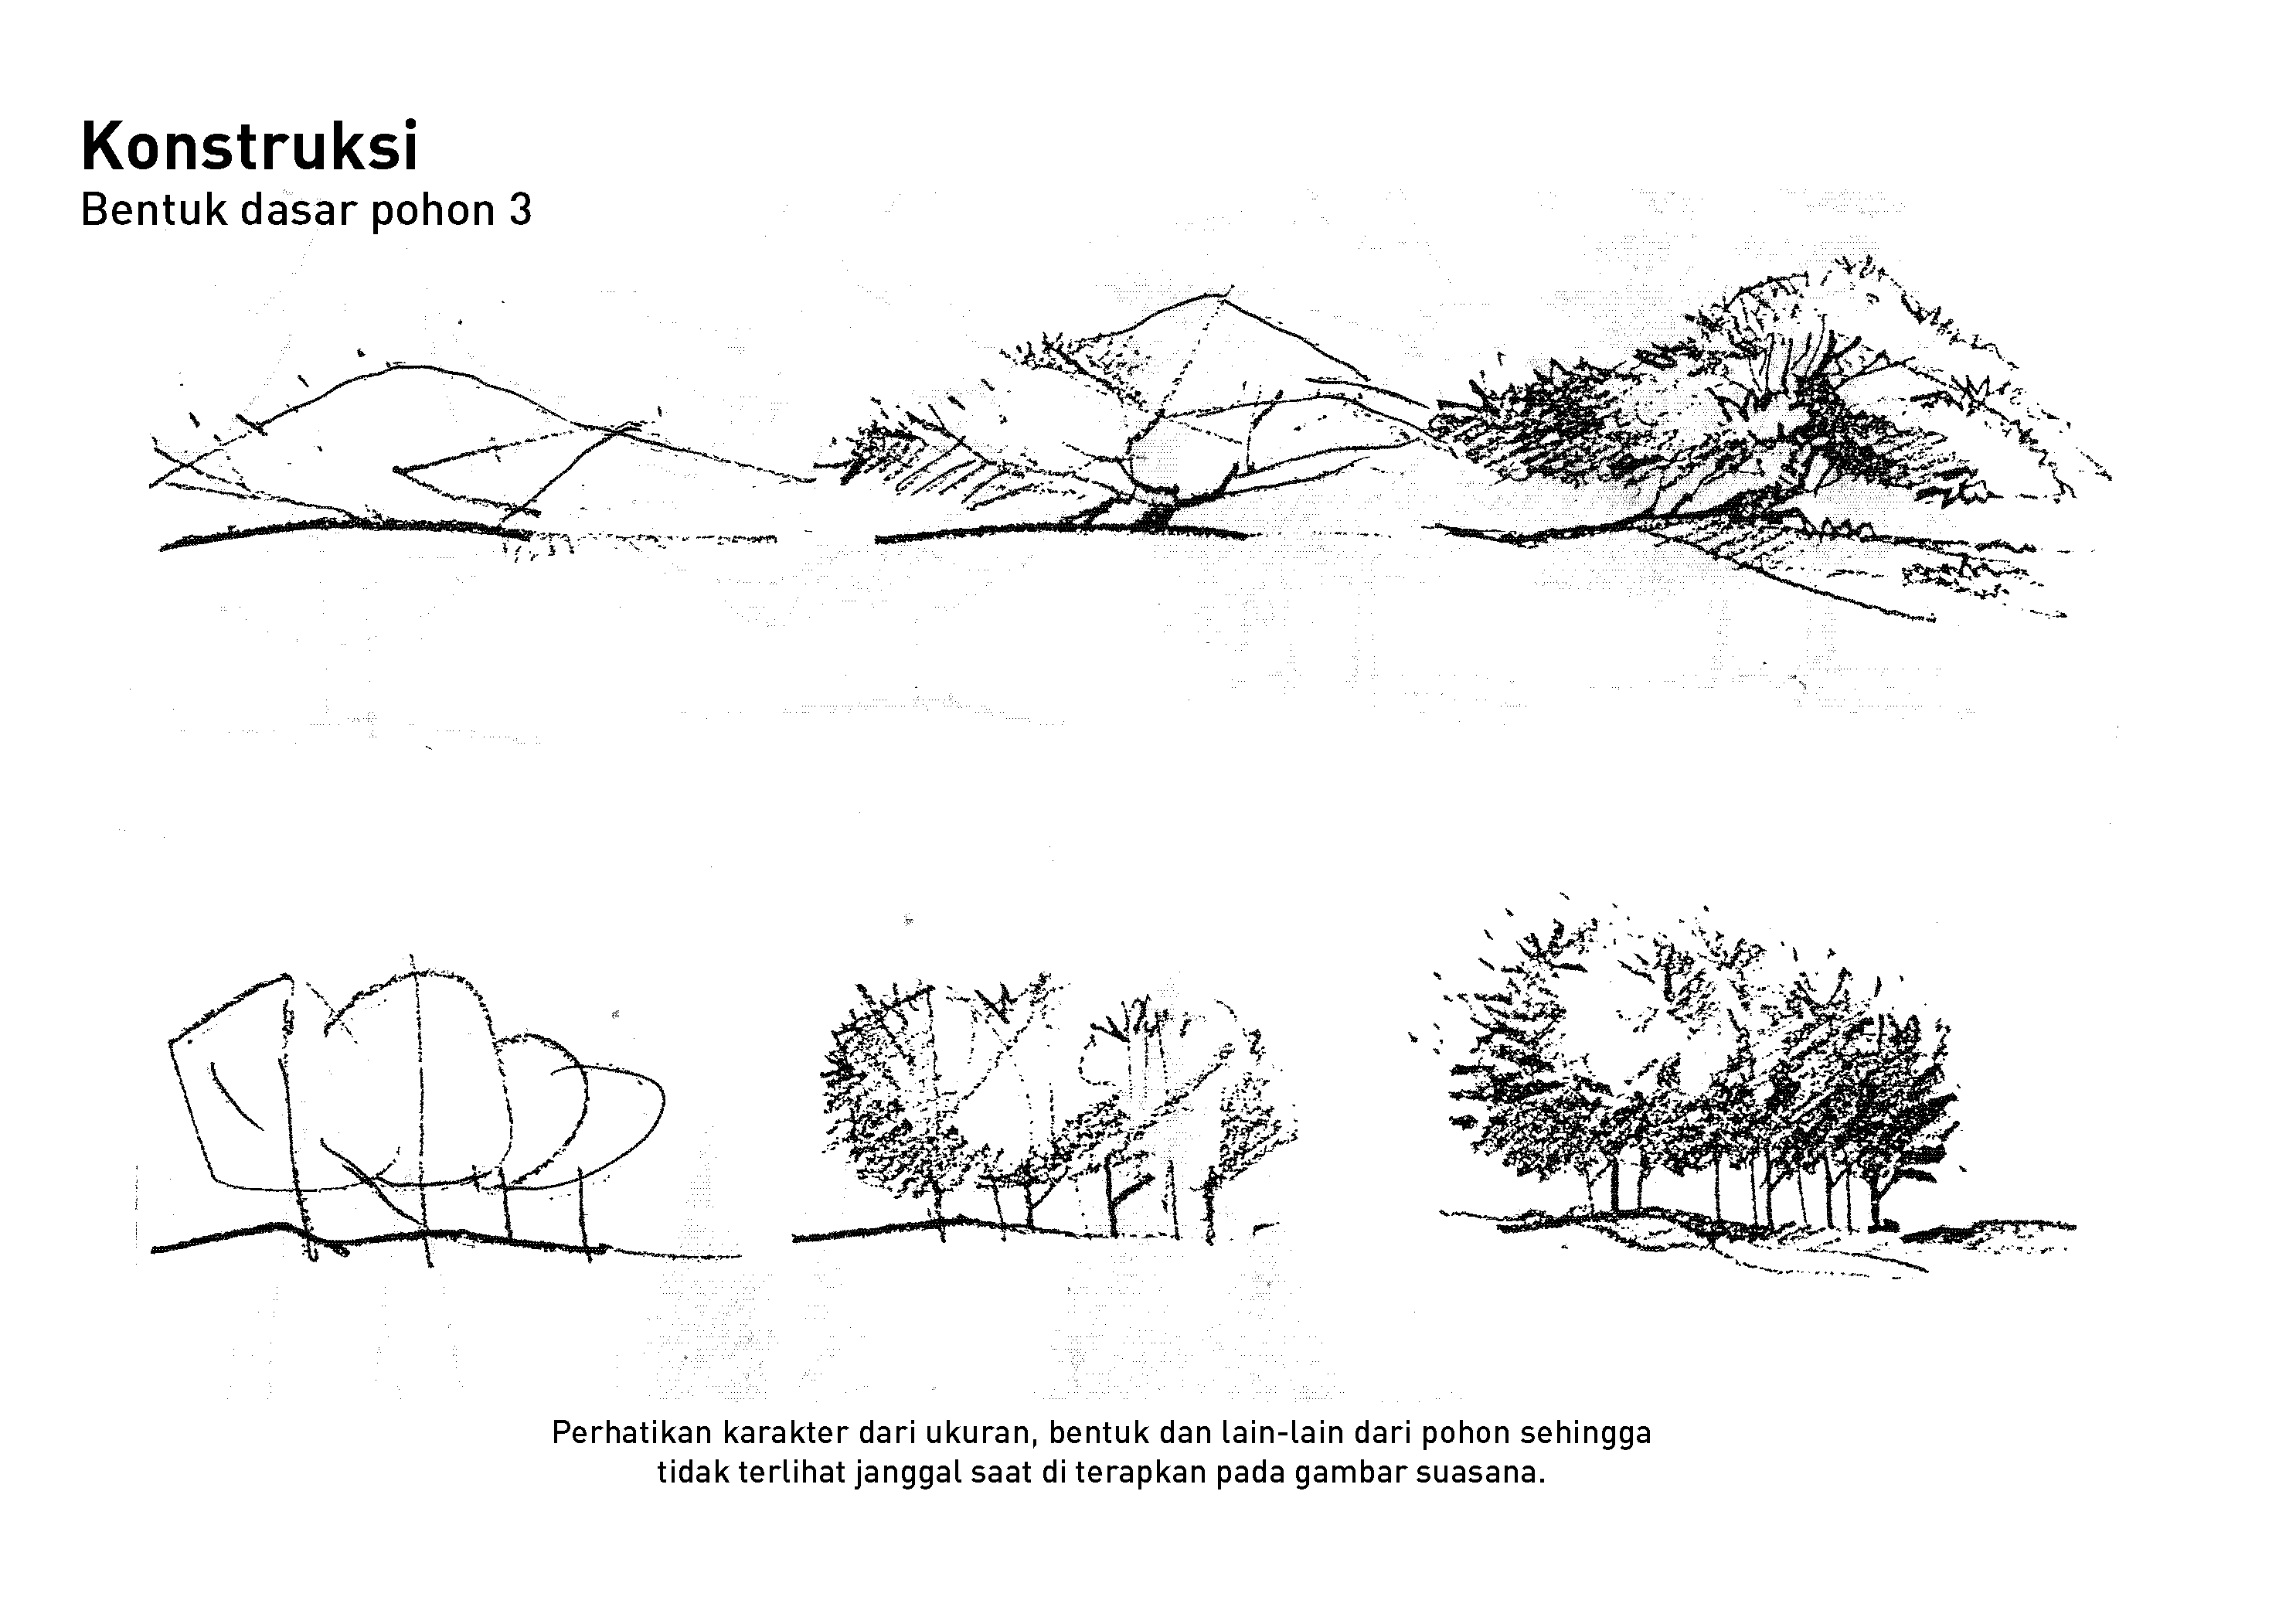 Konstruksi
Bentuk dasar pohon 3
Perhatikan karakter dari ukuran, bentuk dan lain-lain dari pohon sehingga
tidak terlihat janggal saat di terapkan pada gambar suasana.